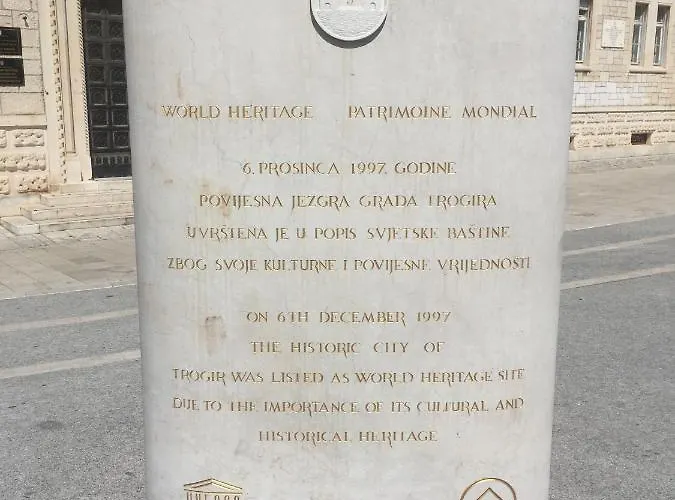 WORLD HERITAGE PATRIMOINE MONDIAL
6. PROSINCA 1997. GODINE
POVIJESNA JEZGRA GRADA TROGIRA
UVRŠTENA JE U POPIS SVJETSKE BAŠTINE
ZBOG SVOJE KULTURNE I POVIJESNE VRIJEDNOSTI
ON 6TH DECEMBER 1997
THE HISTORIC CITY OF
TROGIR WAS LISTED AS WORLD HERITAGE SITE
DUE TO THE IMPORTANCE OF ITS CULTURAL AND
HISTORICAL HERITAGE
UNESCO